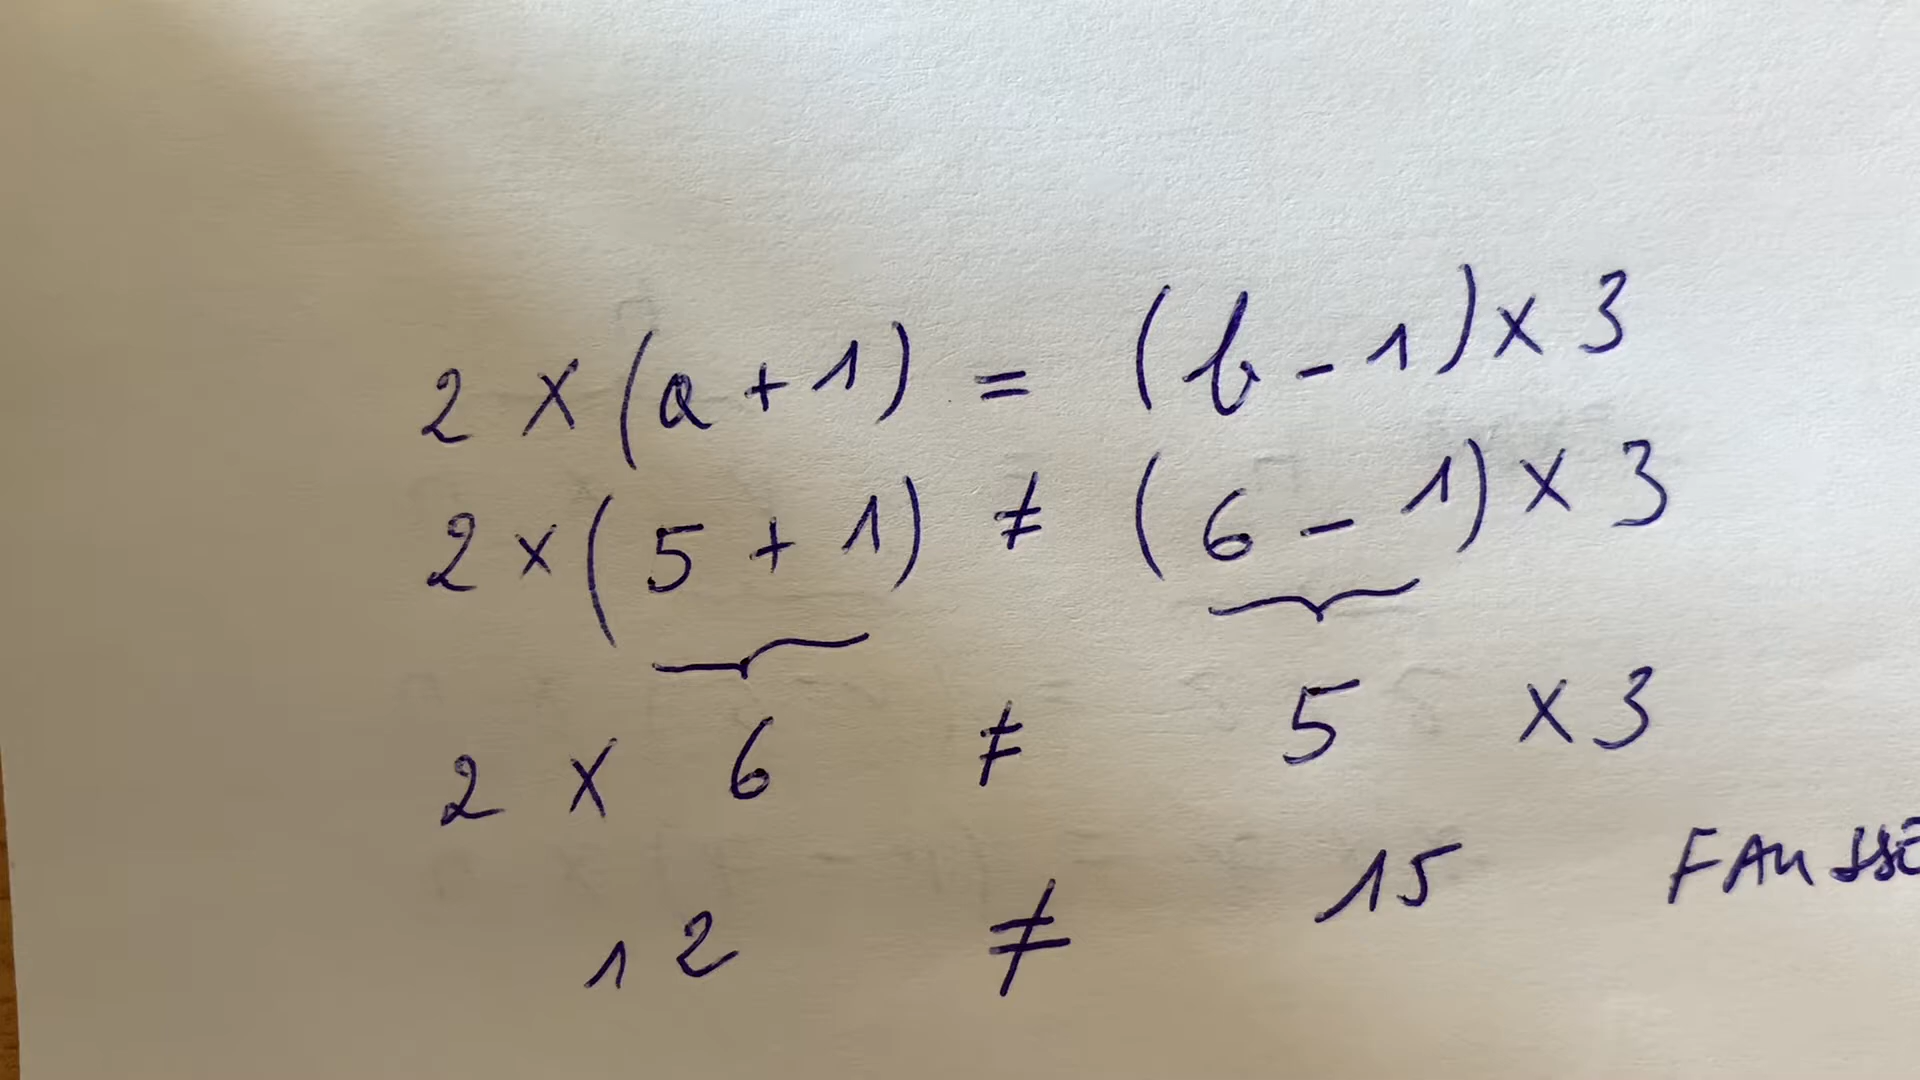 2 × (a + 1) = (b - 1) × 3
2 × (5 + 1) ≠ (6 - 1) × 3
2 × 6 ≠ 5 × 3
12 ≠ 15 FAUSSE